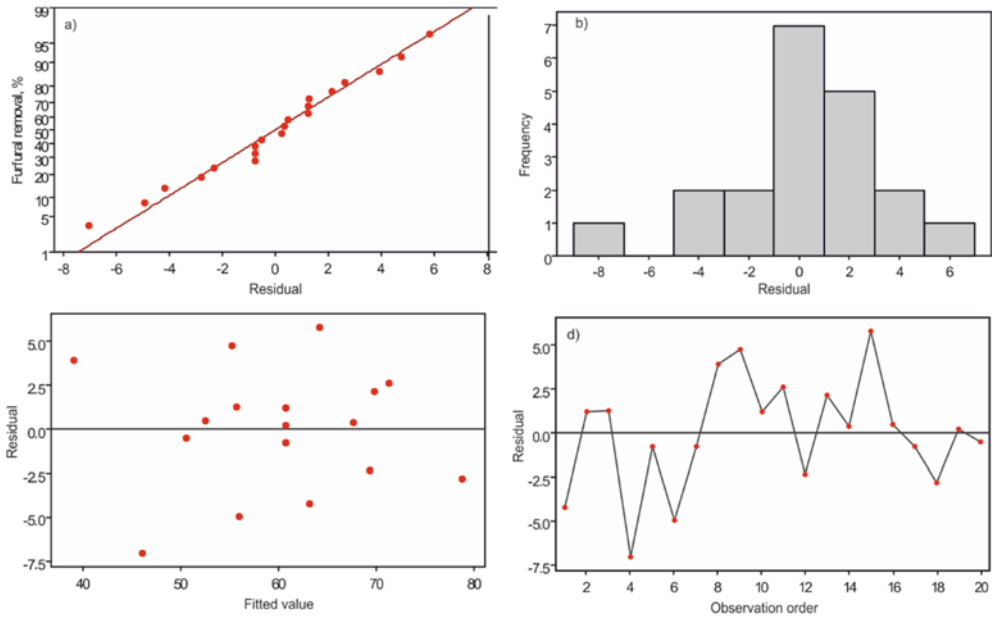 a)
Furfural removal, %
99
95
90
80
70
60
50
40
30
20
10
5
1
-8 -6 -4 -2 0 2 4 6 8
Residual
b)
Frequency
7
6
5
4
3
2
1
0
-8 -6 -4 -2 0 2 4 6
Residual
Residual
5.0
2.5
0.0
-2.5
-5.0
-7.5
40 50 60 70 80
Fitted value
d)
Residual
5.0
2.5
0.0
-2.5
-5.0
-7.5
2 4 6 8 10 12 14 16 18 20
Observation order